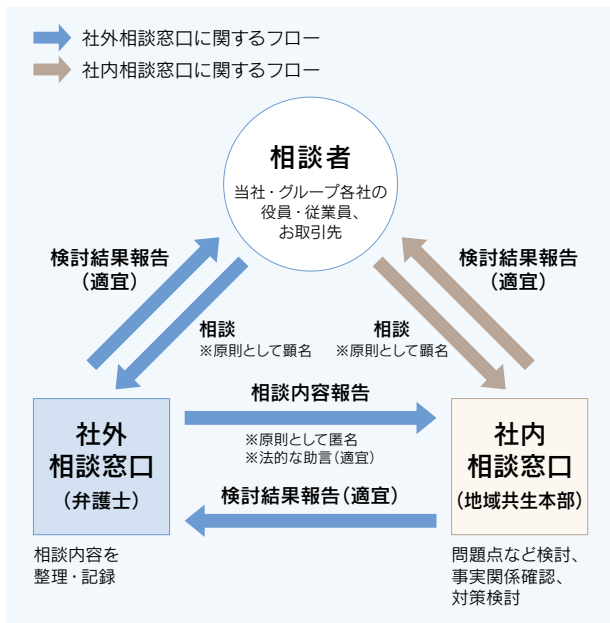 社外相談窓口に関するフロー
社内相談窓口に関するフロー
相談者
当社・グループ各社の
役員・従業員、
お取引先
検討結果報告
（適宜）
検討結果報告
（適宜）
相談
※原則として顕名
相談
※原則として顕名
相談内容報告
※原則として匿名
※法的な助言（適宜）
社外
相談窓口
（弁護士）
社内
相談窓口
（地域共生本部）
検討結果報告（適宜）
相談内容を
整理・記録
問題点など検討、
事実関係確認、
対策検討